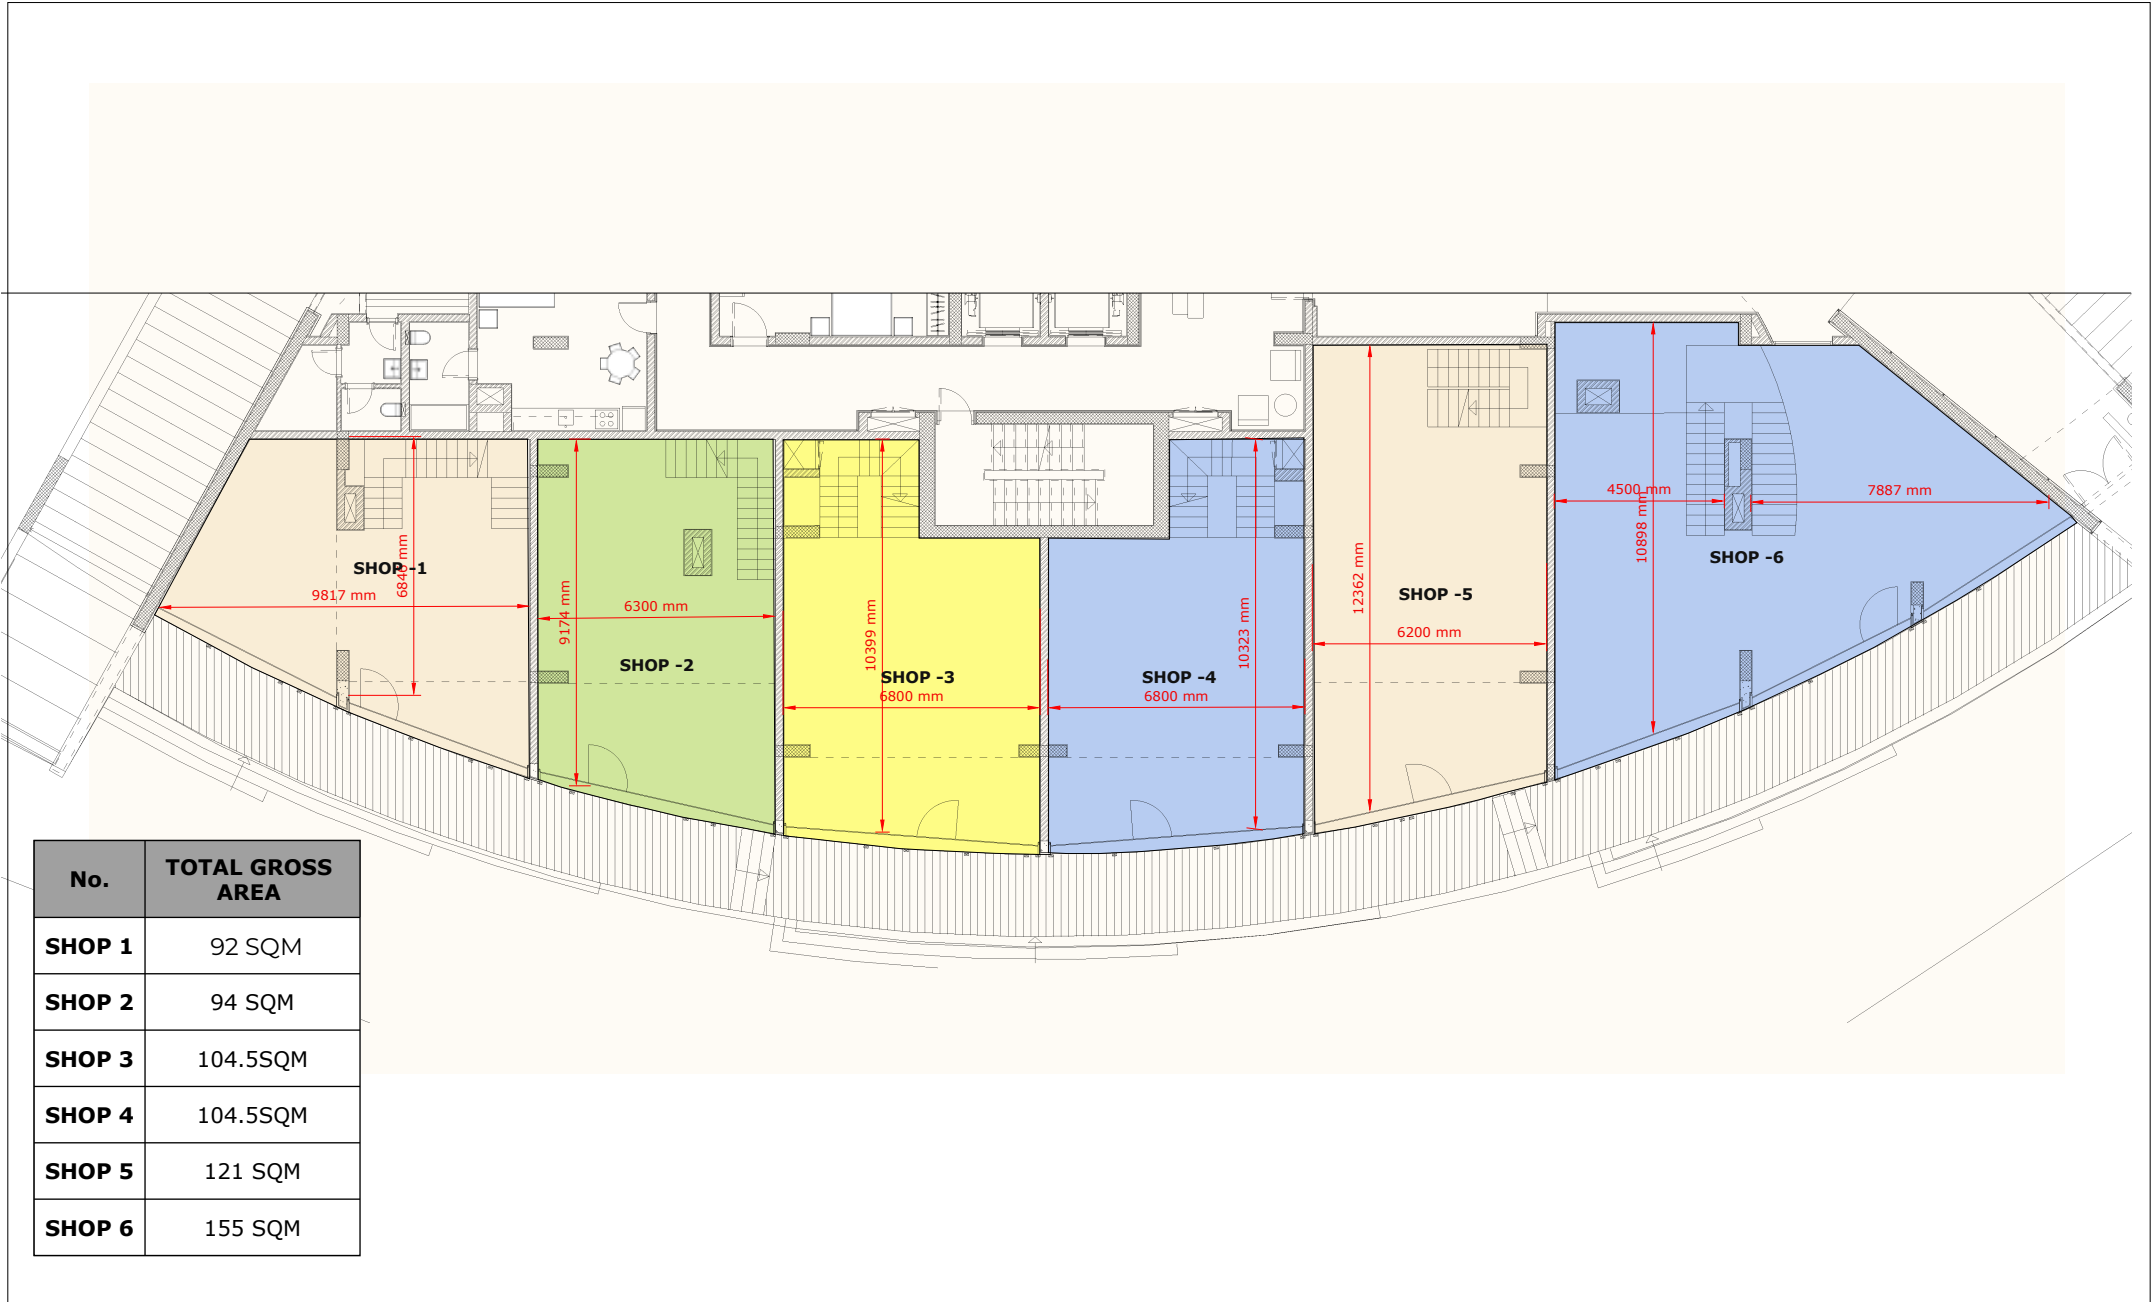 SHOP -1
9817 mm
6840 mm
SHOP -2
9174 mm
6300 mm
SHOP -3
10399 mm
6800 mm
SHOP -4
10323 mm
6800 mm
SHOP -5
12362 mm
6200 mm
SHOP -6
4500 mm
10898 mm
7887 mm
No. TOTAL GROSS
AREA
SHOP 1 92 SQM
SHOP 2 94 SQM
SHOP 3 104.5SQM
SHOP 4 104.5SQM
SHOP 5 121 SQM
SHOP 6 155 SQM